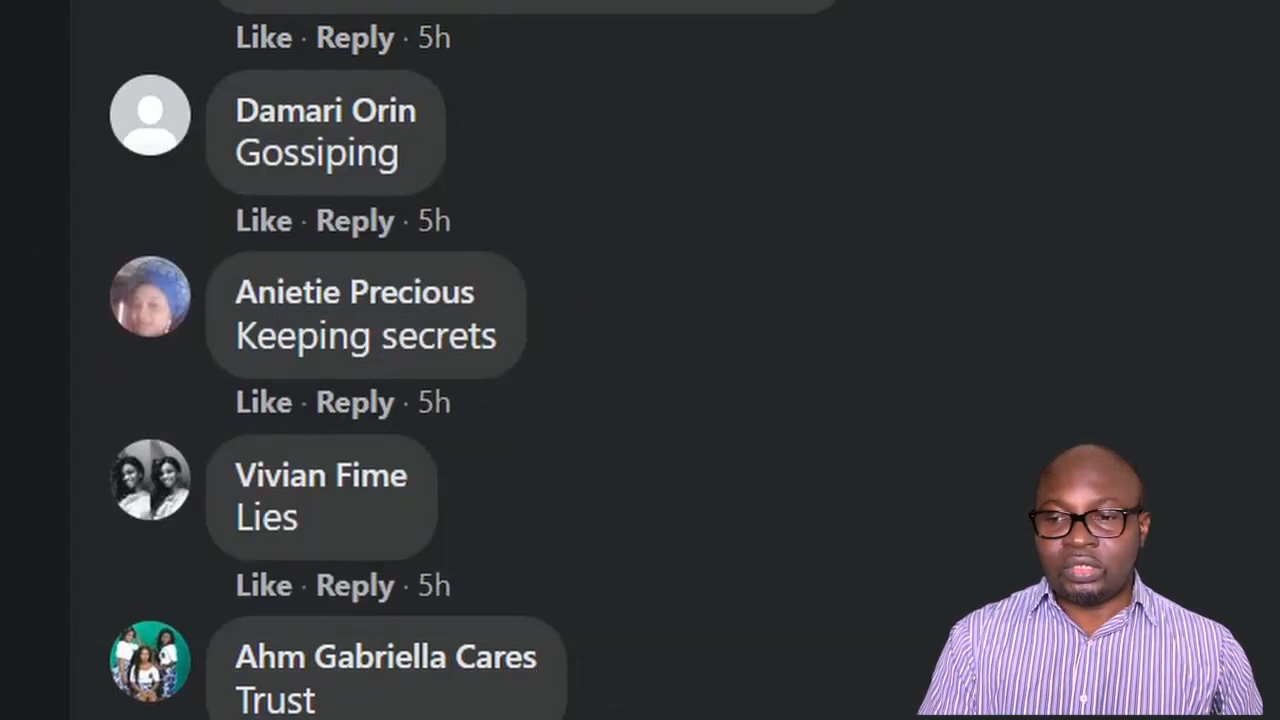 Like · Reply · 5h
Damari Orin
Gossiping
Like · Reply · 5h
Anietie Precious
Keeping secrets
Like · Reply · 5h
Vivian Fime
Lies
Like · Reply · 5h
Ahm Gabriella Cares
Trust